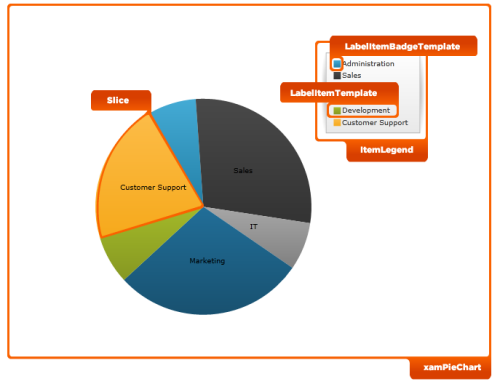 LabelItemBadgeTemplate
Administration
Sales
LabelItemTemplate
Development
Customer Support
ItemLegend
Slice
Sales
Customer Support
IT
Marketing
xamPieChart